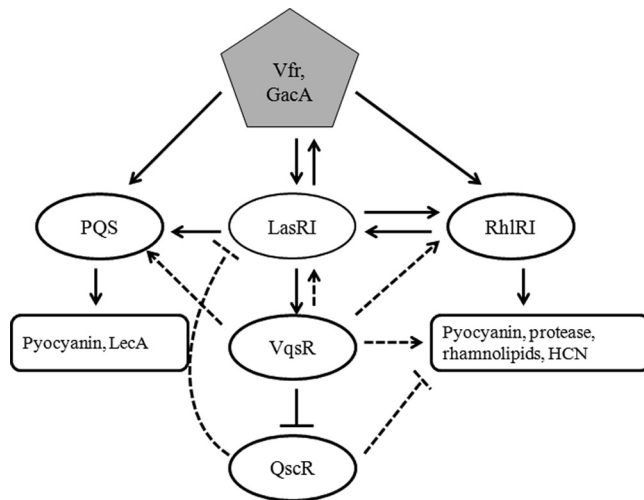 Vfr,
GacA
PQS
LasRI
RhlRI
Pyocyanin, LecA
VqsR
Pyocyanin, protease,
rhamnolipids, HCN
QscR